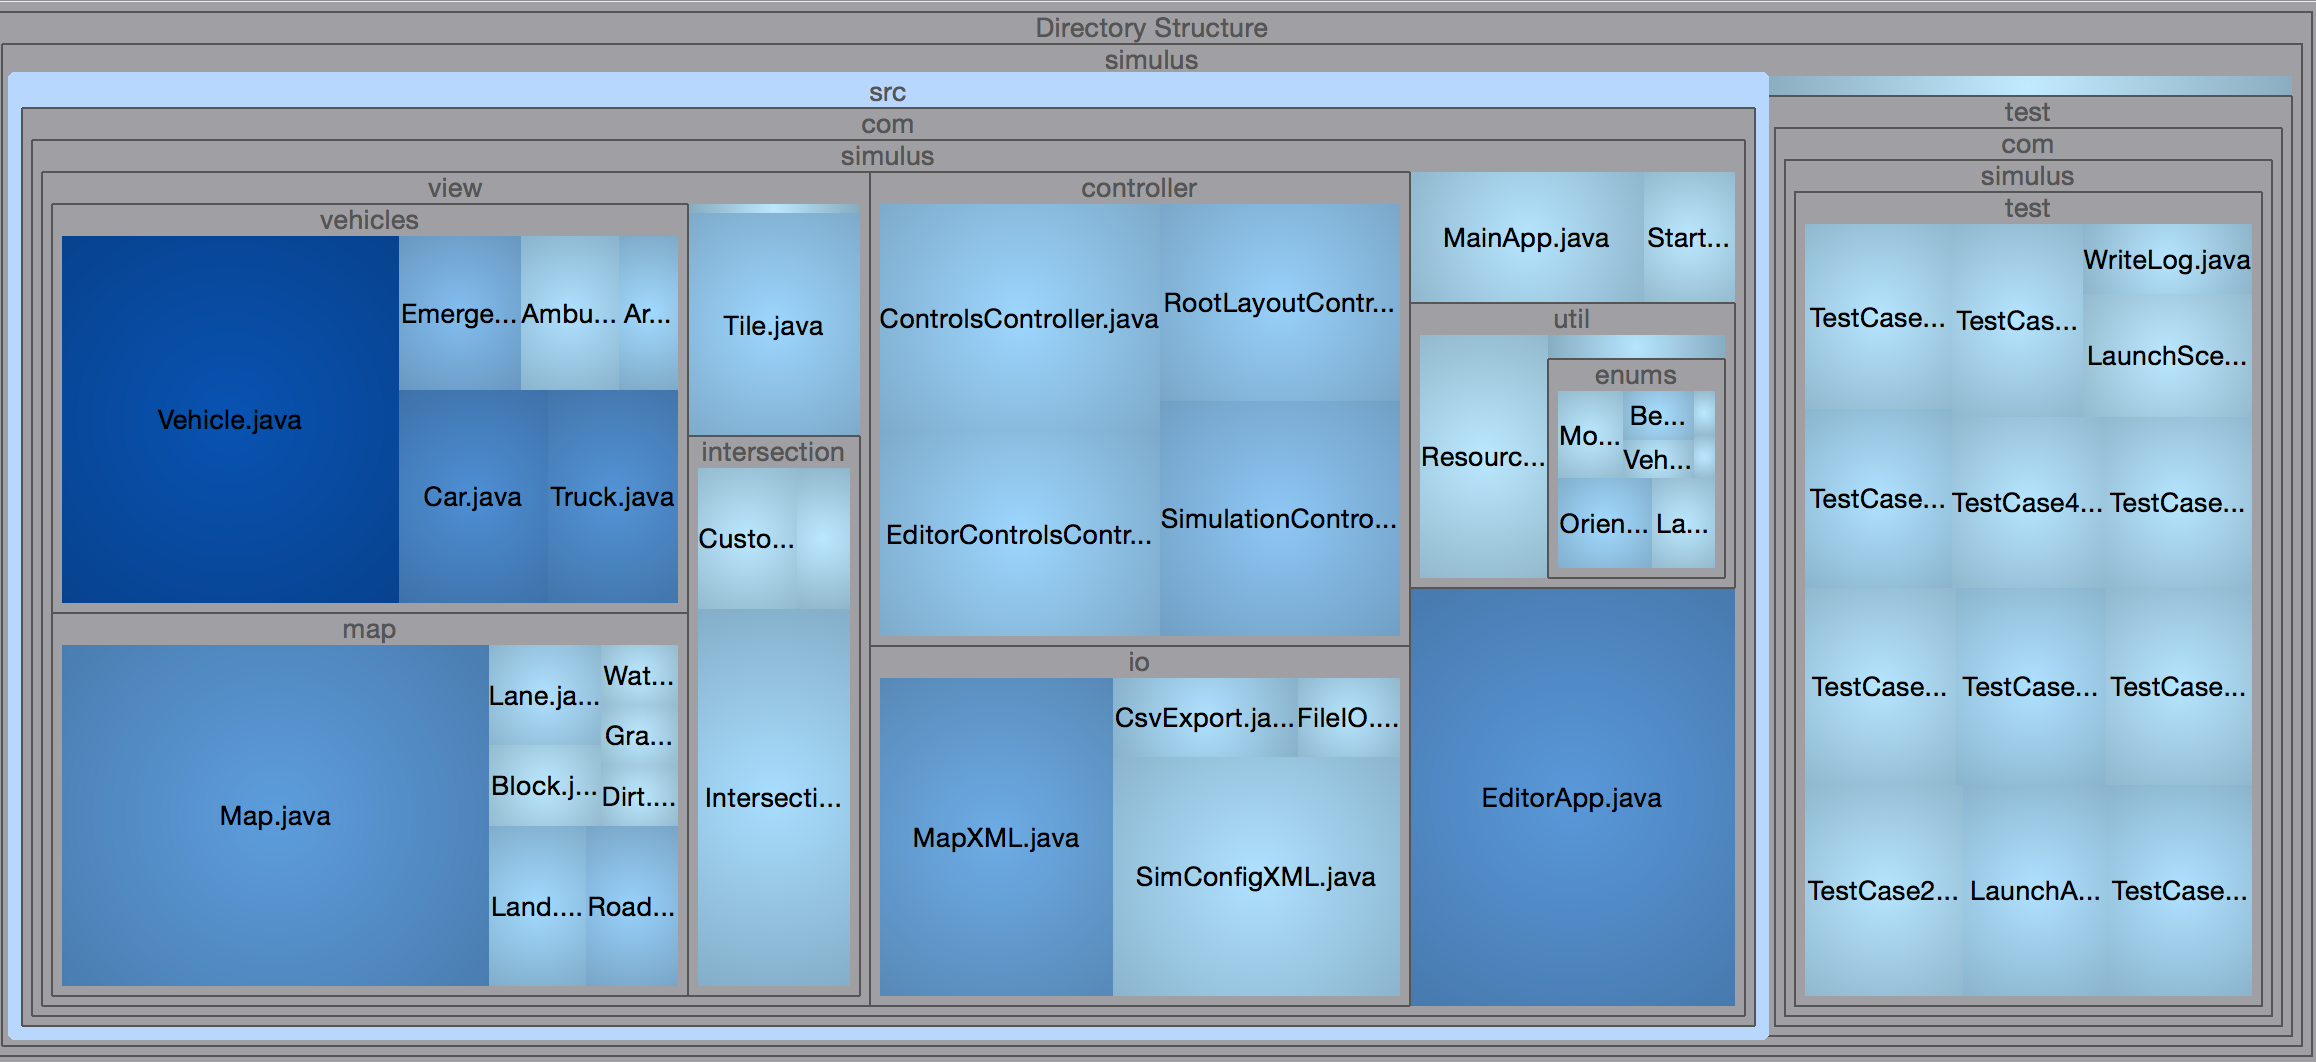 Directory Structure
simulus
src
com
simulus
view
vehicles
Vehicle.java
Emerge...
Ambu...
Ar...
Car.java
Truck.java
map
Map.java
Lane.ja...
Wat...
Gra...
Block.j...
Dirt....
Land....
Road...
Tile.java
intersection
Custo...
Intersecti...
controller
ControlsController.java
RootLayoutContr...
EditorControlsContr...
SimulationContro...
io
MapXML.java
CsvExport.ja...
FileIO....
SimConfigXML.java
MainApp.java
Start...
util
Resourc...
enums
Mo...
Be...
Veh...
Orien...
La...
EditorApp.java
test
com
simulus
test
TestCase...
TestCas...
WriteLog.java
LaunchSce...
TestCase...
TestCase4...
TestCase...
TestCase...
TestCase...
TestCase...
TestCase2...
LaunchA...
TestCase...